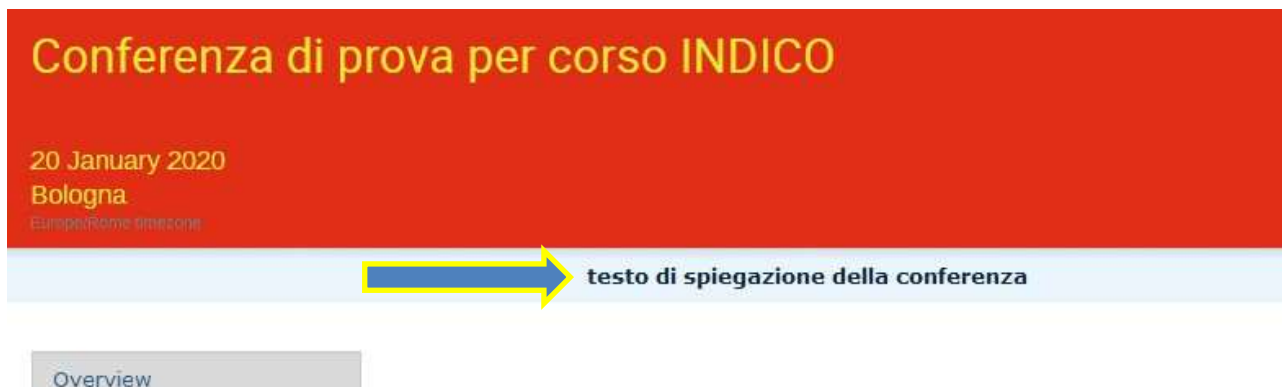 Conferenza di prova per corso INDICO
20 January 2020
Bologna
Europe/Rome timezone
testo di spiegazione della conferenza
Overview